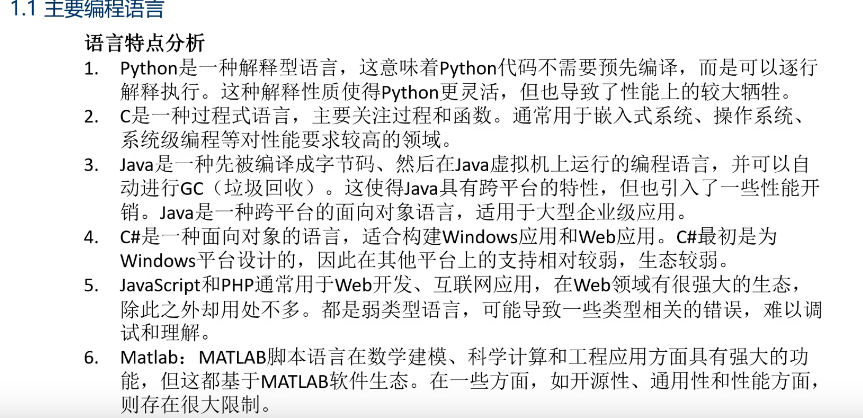 1.1 主要编程语言
语言特点分析
1. Python是一种解释型语言，这意味着Python代码不需要预先编译，而是可以逐行
解释执行。这种解释性质使得Python更灵活，但也导致了性能上的较大牺牲。
2. C是一种过程式语言，主要关注过程和函数。通常用于嵌入式系统、操作系统、
系统级编程等对性能要求较高的领域。
3. Java是一种先被编译成字节码、然后在Java虚拟机上运行的编程语言，并可以自
动进行GC（垃圾回收）。这使得Java具有跨平台的特性，但也引入了一些性能开
销。Java是一种跨平台的面向对象语言，适用于大型企业级应用。
4. C#是一种面向对象的语言，适合构建Windows应用和Web应用。C#最初是为
Windows平台设计的，因此在其他平台上的支持相对较弱，生态较弱。
5. JavaScript和PHP通常用于Web开发、互联网应用，在Web领域有很强大的生态，
除此之外却用处不多。都是弱类型语言，可能导致一些类型相关的错误，难以调
试和理解。
6. Matlab：MATLAB脚本语言在数学建模、科学计算和工程应用方面具有强大的功
能，但这都基于MATLAB软件生态。在一些方面，如开源性、通用性和性能方面，
则存在很大限制。